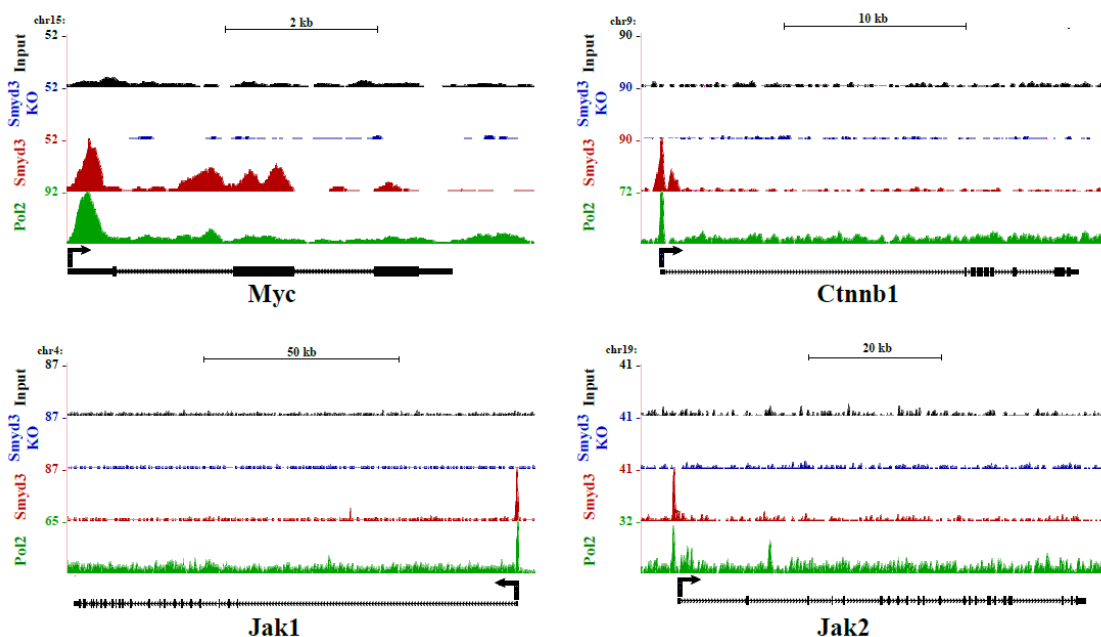 chr15:
2 kb
52
Input
52
Smyd3
KO
52
Smyd3
92
Pol2
Myc
chr9:
10 kb
90
Input
90
Smyd3
KO
90
Smyd3
72
Pol2
Ctnnb1
chr4:
50 kb
87
Input
87
Smyd3
KO
87
Smyd3
65
Pol2
Jak1
chr19:
20 kb
41
Input
41
Smyd3
KO
41
Smyd3
32
Pol2
Jak2